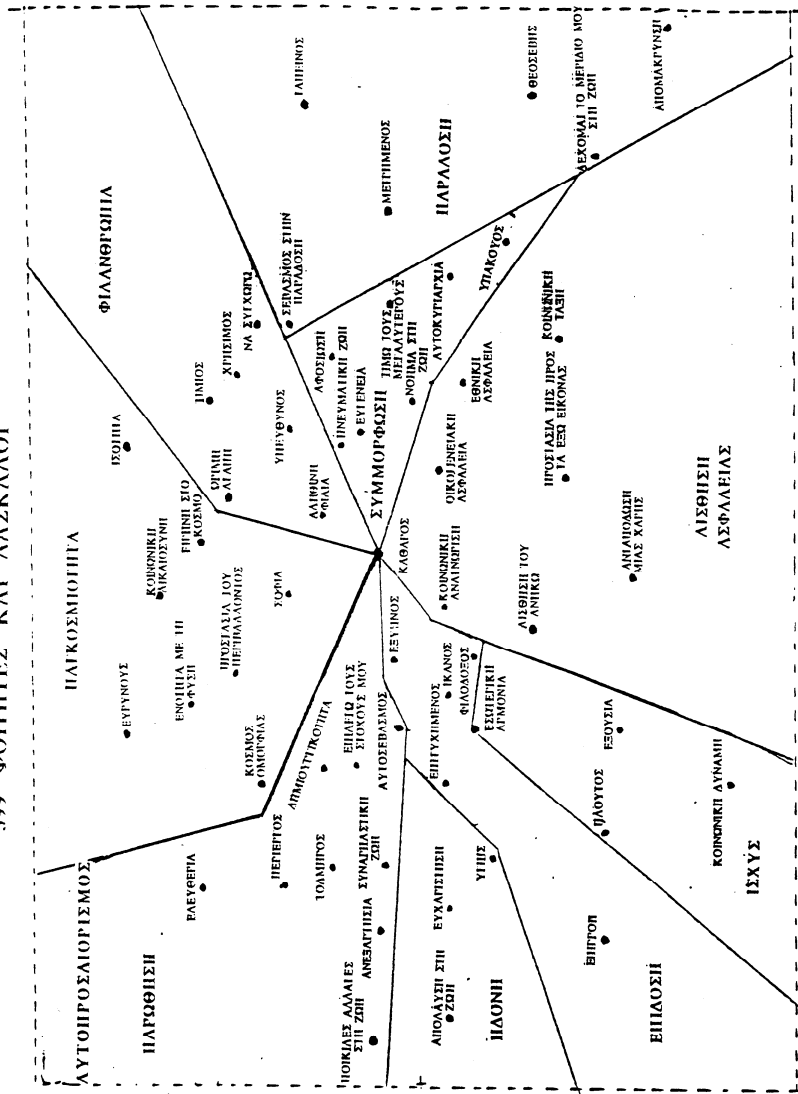 ΦΟΙΤΗΤΕΣ ΚΑΙ ΔΑΣΚΑΛΟΙ
ΑΥΤΟΠΡΟΣΔΙΟΡΙΣΜΟΣ
ΠΑΓΚΟΣΜΙΟΤΗΤΑ
ΦΙΛΑΝΘΡΩΠΙΑ
ΠΑΡΩΘΗΣΗ
ΕΛΕΥΘΕΡΙΑ
ΕΥΡΥΝΟΥΣ
ΙΣΟΤΗΤΑ
ΕΝΟΤΗΤΑ ΜΕ ΤΗ
ΦΥΣΗ
ΚΟΙΝΩΝΙΚΗ
ΔΙΚΑΙΟΣΥΝΗ
ΕΙΡΗΝΗ ΣΤΟ
ΚΟΣΜΟ
ΩΡΙΜΗ
ΑΓΑΠΗ
ΤΙΜΙΟΣ
ΧΡΗΣΙΜΟΣ
ΝΑ ΣΥΓΧΩΡΩ
ΠΡΟΣΤΑΣΙΑ ΤΟΥ
ΠΕΡΙΒΑΛΛΟΝΤΟΣ
ΚΟΣΜΟΣ
ΟΜΟΡΦΙΑΣ
ΣΟΦΙΑ
ΥΠΕΥΘΥΝΟΣ
ΣΕΒΑΣΜΟΣ ΣΤΗΝ
ΠΑΡΑΔΟΣΗ
ΤΑΠΕΙΝΟΣ
ΠΕΡΙΕΡΓΟΣ
ΔΗΜΙΟΥΡΓΙΚΟΤΗΤΑ
ΑΛΗΘΙΝΗ
ΦΙΛΙΑ
ΑΦΟΣΙΩΣΗ
ΤΟΛΜΗΡΟΣ
ΕΠΙΛΕΓΩ ΤΟΥΣ
ΣΤΟΧΟΥΣ ΜΟΥ
ΠΝΕΥΜΑΤΙΚΗ ΖΩΗ
ΕΥΓΕΝΕΙΑ
ΠΟΙΚΙΛΕΣ ΑΛΛΑΓΕΣ
ΣΤΗ ΖΩΗ
ΑΝΕΞΑΡΤΗΣΙΑ
ΣΥΝΑΡΠΑΣΤΙΚΗ
ΖΩΗ
ΑΥΤΟΣΕΒΑΣΜΟΣ
ΕΞΥΠΝΟΣ
ΚΑΘΑΡΟΣ
ΣΥΜΜΟΡΦΩΣΗ
ΤΙΜΩ ΤΟΥΣ
ΜΕΓΑΛΥΤΕΡΟΥΣ
ΝΟΗΜΑ ΣΤΗ
ΖΩΗ
ΜΕΤΡΗΜΕΝΟΣ
ΠΑΡΑΔΟΣΗ
ΑΠΟΛΑΥΣΗ ΣΤΗ
ΖΩΗ
ΕΥΧΑΡΙΣΤΗΣΗ
ΕΠΙΤΥΧΗΜΕΝΟΣ
ΙΚΑΝΟΣ
ΚΟΙΝΩΝΙΚΗ
ΑΝΑΓΝΩΡΙΣΗ
ΟΙΚΟΓΕΝΕΙΑΚΗ
ΑΣΦΑΛΕΙΑ
ΑΥΤΟΚΥΡΙΑΡΧΙΑ
ΗΔΟΝΗ
ΥΓΙΗΣ
ΦΙΛΟΔΟΞΟΣ
ΕΣΩΤΕΡΙΚΗ
ΑΡΜΟΝΙΑ
ΕΘΝΙΚΗ
ΑΣΦΑΛΕΙΑ
ΥΠΑΚΟΥΟΣ
ΘΕΟΣΕΒΗΣ
ΑΙΣΘΗΣΗ ΤΟΥ
ΑΝΗΚΩ
ΠΡΟΣΤΑΣΙΑ ΤΗΣ ΠΡΟΣ
ΤΑ ΕΞΩ ΕΙΚΟΝΑΣ
ΚΟΙΝΩΝΙΚΗ
ΤΑΞΗ
ΔΕΧΟΜΑΙ ΤΟ ΜΕΡΙΔΙΟ ΜΟΥ
ΣΤΗ ΖΩΗ
ΠΛΟΥΤΟΣ
ΕΞΟΥΣΙΑ
ΑΝΤΑΠΟΔΩΣΗ
ΜΙΑΣ ΧΑΡΗΣ
ΑΠΟΜΑΚΡΥΝΣΗ
ΕΠΙΔΟΣΗ
ΚΟΙΝΩΝΙΚΗ ΔΥΝΑΜΗ
ΙΣΧΥΣ
ΑΙΣΘΗΣΗ
ΑΣΦΑΛΕΙΑΣ